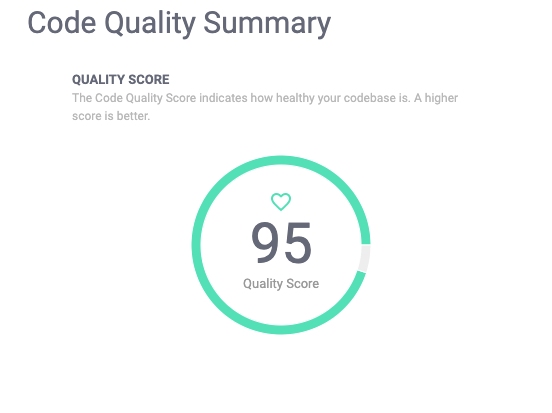 Code Quality Summary
QUALITY SCORE
The Code Quality Score indicates how healthy your codebase is. A higher
score is better.
95
Quality Score